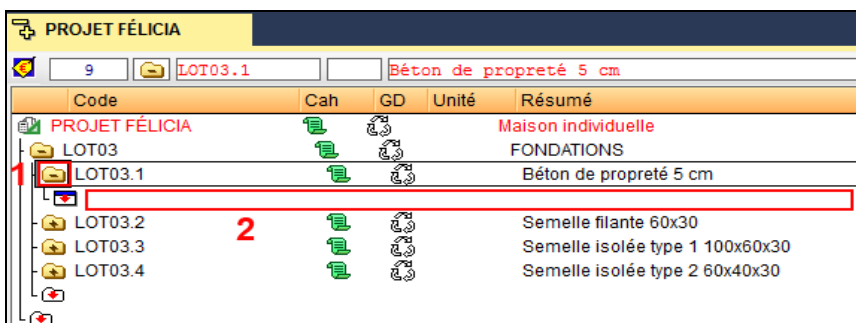 PROJET FÉLICIA
9 LOT03.1 Béton de propreté 5 cm
Code Cah GD Unité Résumé
PROJET FÉLICIA Maison individuelle
LOT03 FONDATIONS
1 LOT03.1 Béton de propreté 5 cm
2
LOT03.2 Semelle filante 60x30
LOT03.3 Semelle isolée type 1 100x60x30
LOT03.4 Semelle isolée type 2 60x40x30